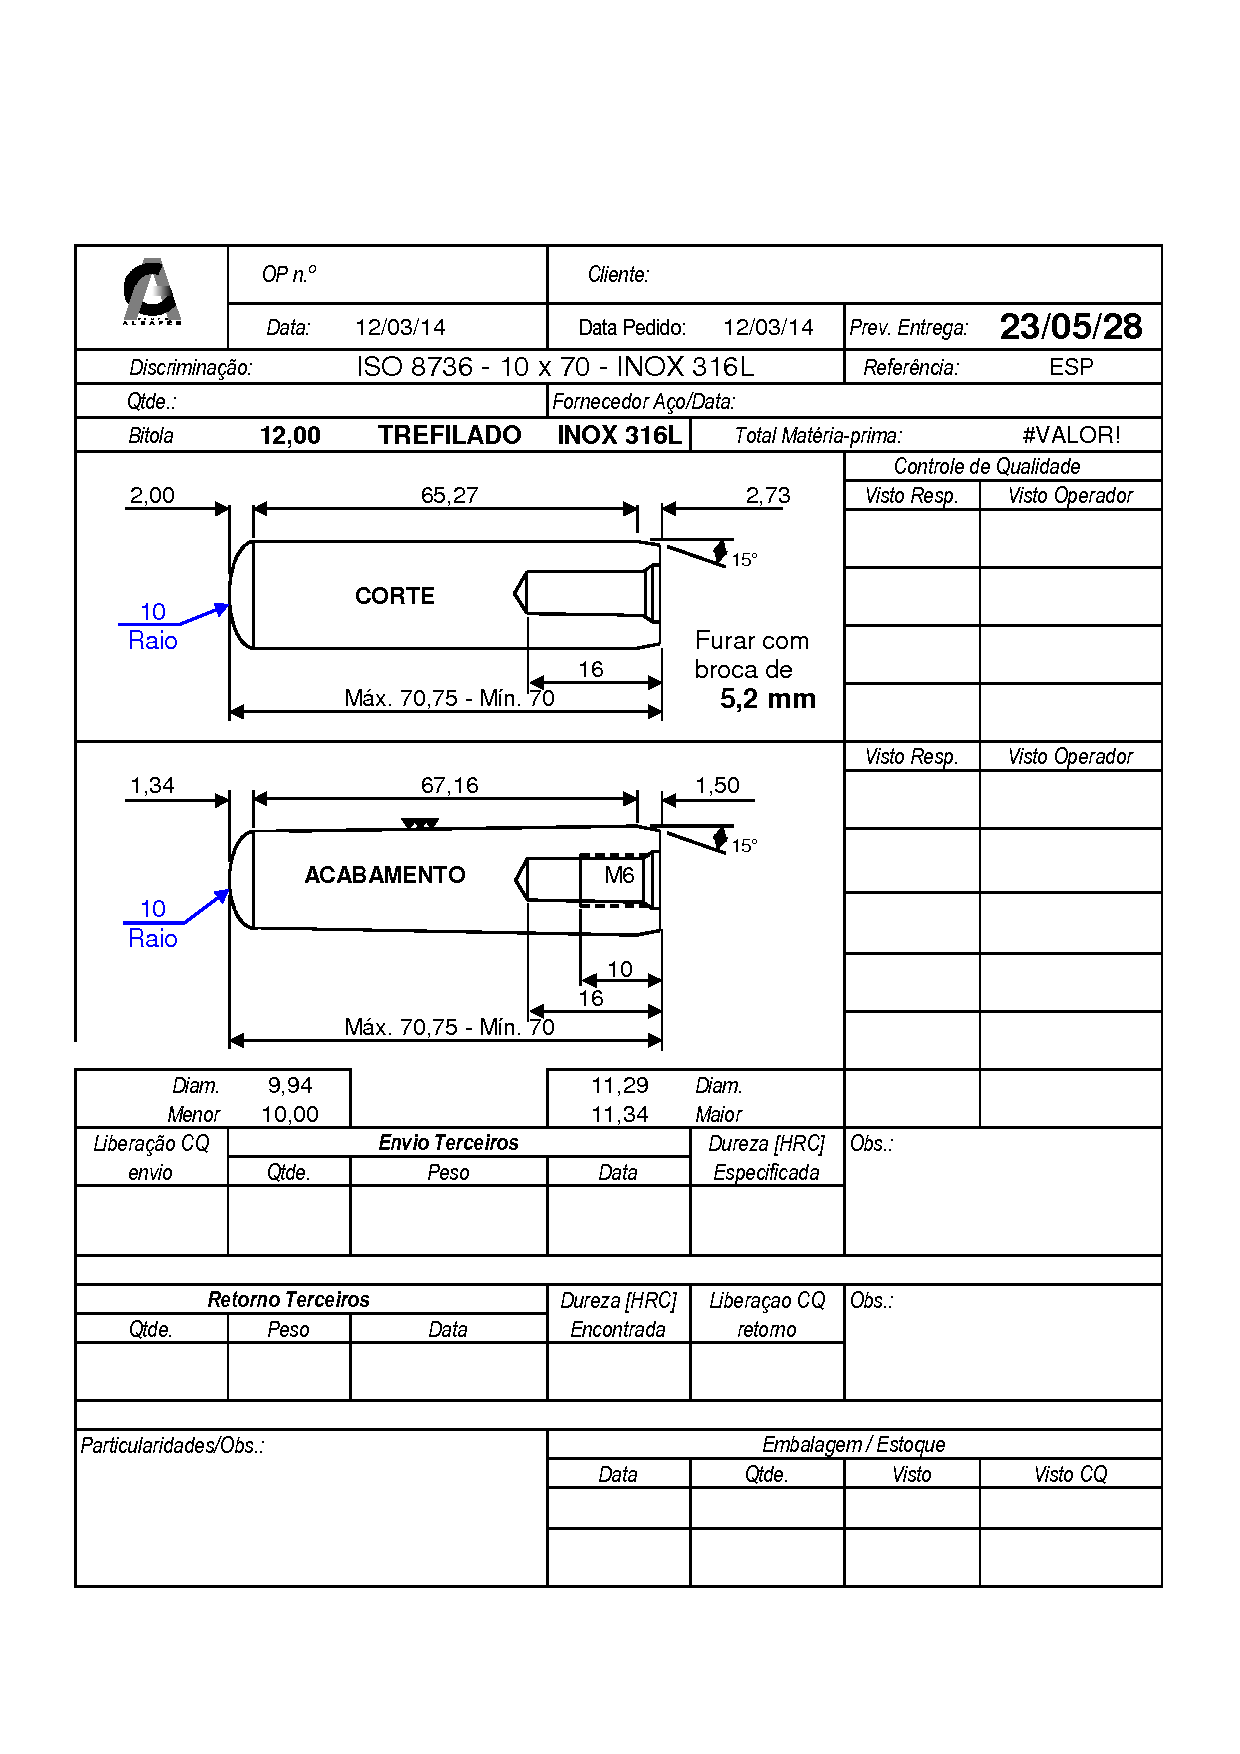 OP n.º Cliente:
GRUPO
ALBAFER
Data: 12/03/14 Data Pedido: 12/03/14 Prev. Entrega: 23/05/28
Discriminação: ISO 8736 - 10 x 70 - INOX 316L Referência: ESP
Qtde.: Fornecedor Aço/Data:
Bitola 12,00 TREFILADO INOX 316L Total Matéria-prima: #VALOR!
Controle de Qualidade
2,00 65,27 2,73 Visto Resp. Visto Operador
15°
CORTE
10
Raio Furar com
16 broca de
Máx. 70,75 - Mín. 70 5,2 mm
Visto Resp. Visto Operador
1,34 67,16 1,50
15°
ACABAMENTO M6
10
Raio
10
16
Máx. 70,75 - Mín. 70
Diam. 9,94 11,29 Diam.
Menor 10,00 11,34 Maior
Liberação CQ Envio Terceiros Dureza [HRC] Obs.:
envio Qtde. Peso Data Especificada
Retorno Terceiros Dureza [HRC] Liberaçao CQ Obs.:
Qtde. Peso Data Encontrada retorno
Particularidades/Obs.: Embalagem / Estoque
Data Qtde. Visto Visto CQ